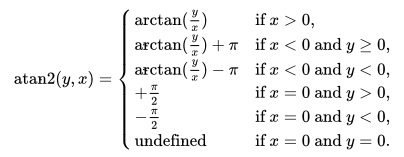 arctan(y/x) if x > 0,
arctan(y/x) + π if x < 0 and y ≥ 0,
arctan(y/x) − π if x < 0 and y < 0,
atan2(y, x) = {
+π/2 if x = 0 and y > 0,
−π/2 if x = 0 and y < 0,
undefined if x = 0 and y = 0.